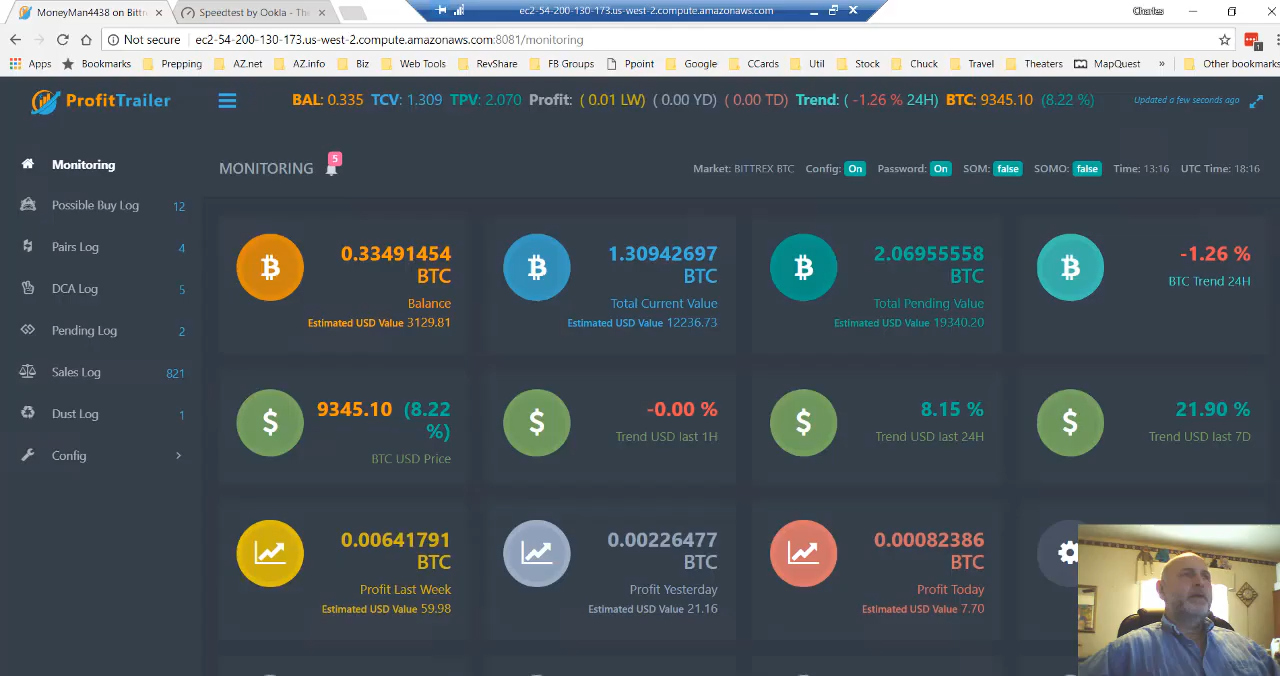 MoneyMan4438 on Bittr
Speedtest by Ookla - The
ec2-54-200-130-173.us-west-2.compute.amazonaws.com
Charles
Not secure
ec2-54-200-130-173.us-west-2.compute.amazonaws.com:8081/monitoring
1
Apps Bookmarks Prepping AZ.net AZ.info Biz Web Tools RevShare FB Groups Ppoint Google CCards Util Stock Chuck Travel Theaters MapQuest » Other bookmarks
ProfitTrailer
BAL: 0.335 TCV: 1.309 TPV: 2.070 Profit: ( 0.01 LW) ( 0.00 YD) ( 0.00 TD) Trend: ( -1.26 % 24H) BTC: 9345.10 (8.22 %)
Updated a few seconds ago
Monitoring
Possible Buy Log 12
Pairs Log 4
DCA Log 5
Pending Log 2
Sales Log 821
Dust Log 1
Config
MONITORING 5
Market: BITTREX BTC Config: On Password: On SOM: false SOMO: false Time: 13:16 UTC Time: 18:16
0.33491454
BTC
Balance
Estimated USD Value 3129.81
1.30942697
BTC
Total Current Value
Estimated USD Value 12236.73
2.06955558
BTC
Total Pending Value
Estimated USD Value 19340.20
-1.26 %
BTC Trend 24H
9345.10 (8.22
%)
BTC USD Price
-0.00 %
Trend USD last 1H
8.15 %
Trend USD last 24H
21.90 %
Trend USD last 7D
0.00641791
BTC
Profit Last Week
Estimated USD Value 59.98
0.00226477
BTC
Profit Yesterday
Estimated USD Value 21.16
0.00082386
BTC
Profit Today
Estimated USD Value 7.70